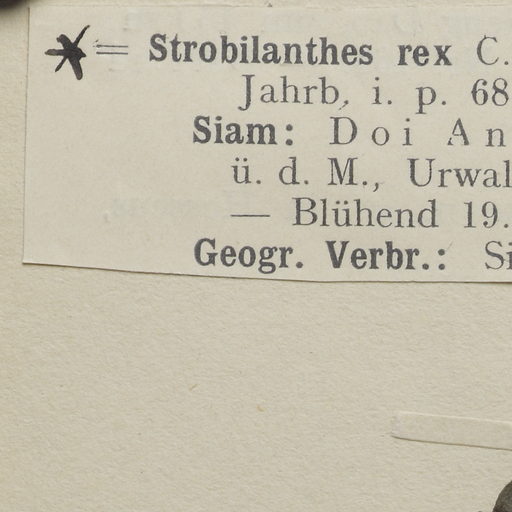 = Strobilanthes rex C.
Jahrb, i. p. 68
Siam: Doi An
ü. d. M., Urwal
— Blühend 19.
Geogr. Verbr.: Si